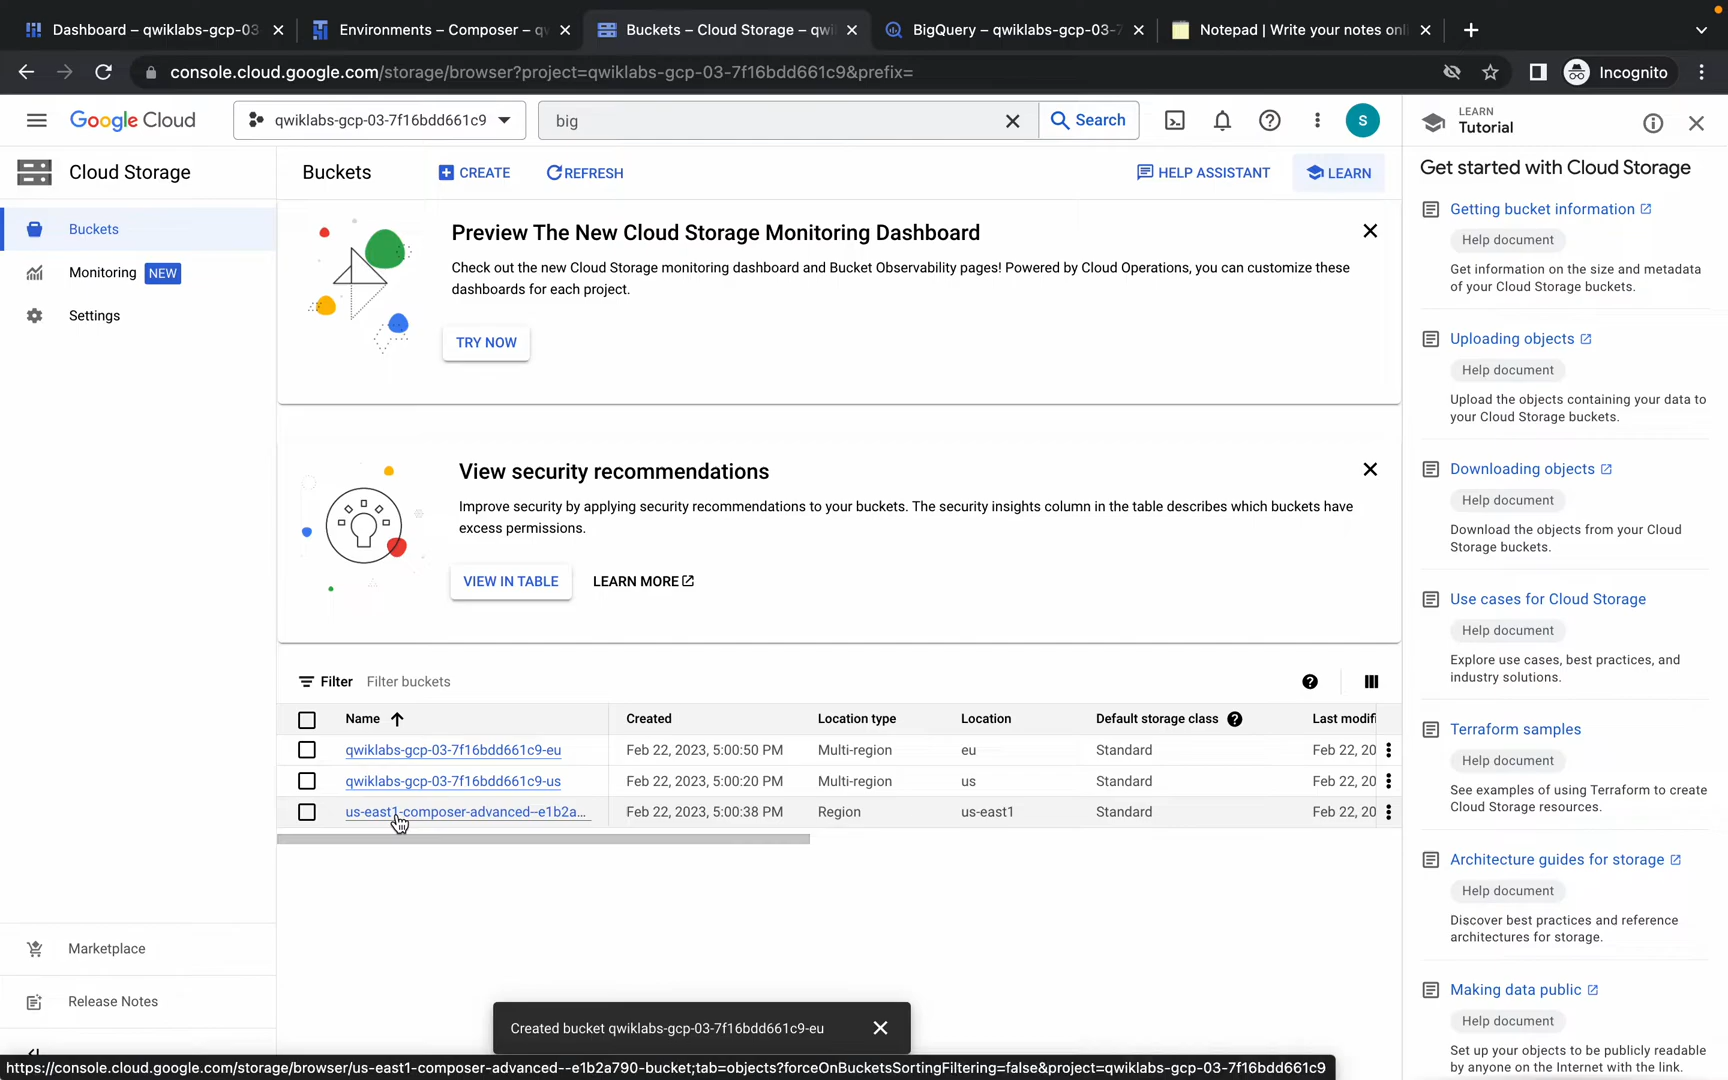 Dashboard – qwiklabs-gcp-03
Environments – Composer – qw
Buckets – Cloud Storage – qwi
BigQuery – qwiklabs-gcp-03-7
Notepad | Write your notes onl
console.cloud.google.com/storage/browser?project=qwiklabs-gcp-03-7f16bdd661c9&prefix=
Incognito
Google Cloud
qwiklabs-gcp-03-7f16bdd661c9
big
Search
S
LEARN
Tutorial
Cloud Storage
Buckets
CREATE
REFRESH
HELP ASSISTANT
LEARN
Buckets
Monitoring NEW
Settings
Marketplace
Release Notes
Preview The New Cloud Storage Monitoring Dashboard
Check out the new Cloud Storage monitoring dashboard and Bucket Observability pages! Powered by Cloud Operations, you can customize these
dashboards for each project.
TRY NOW
View security recommendations
Improve security by applying security recommendations to your buckets. The security insights column in the table describes which buckets have
excess permissions.
VIEW IN TABLE
LEARN MORE
Filter Filter buckets
Name Created Location type Location Default storage class Last modifi
qwiklabs-gcp-03-7f16bdd661c9-eu Feb 22, 2023, 5:00:50 PM Multi-region eu Standard Feb 22, 20
qwiklabs-gcp-03-7f16bdd661c9-us Feb 22, 2023, 5:00:20 PM Multi-region us Standard Feb 22, 20
us-east1-composer-advanced--e1b2a... Feb 22, 2023, 5:00:38 PM Region us-east1 Standard Feb 22, 20
Get started with Cloud Storage
Getting bucket information
Help document
Get information on the size and metadata
of your Cloud Storage buckets.
Uploading objects
Help document
Upload the objects containing your data to
your Cloud Storage buckets.
Downloading objects
Help document
Download the objects from your Cloud
Storage buckets.
Use cases for Cloud Storage
Help document
Explore use cases, best practices, and
industry solutions.
Terraform samples
Help document
See examples of using Terraform to create
Cloud Storage resources.
Architecture guides for storage
Help document
Discover best practices and reference
architectures for storage.
Making data public
Help document
Set up your objects to be publicly readable
by anyone on the Internet with the link.
Created bucket qwiklabs-gcp-03-7f16bdd661c9-eu
https://console.cloud.google.com/storage/browser/us-east1-composer-advanced--e1b2a790-bucket;tab=objects?forceOnBucketsSortingFiltering=false&project=qwiklabs-gcp-03-7f16bdd661c9